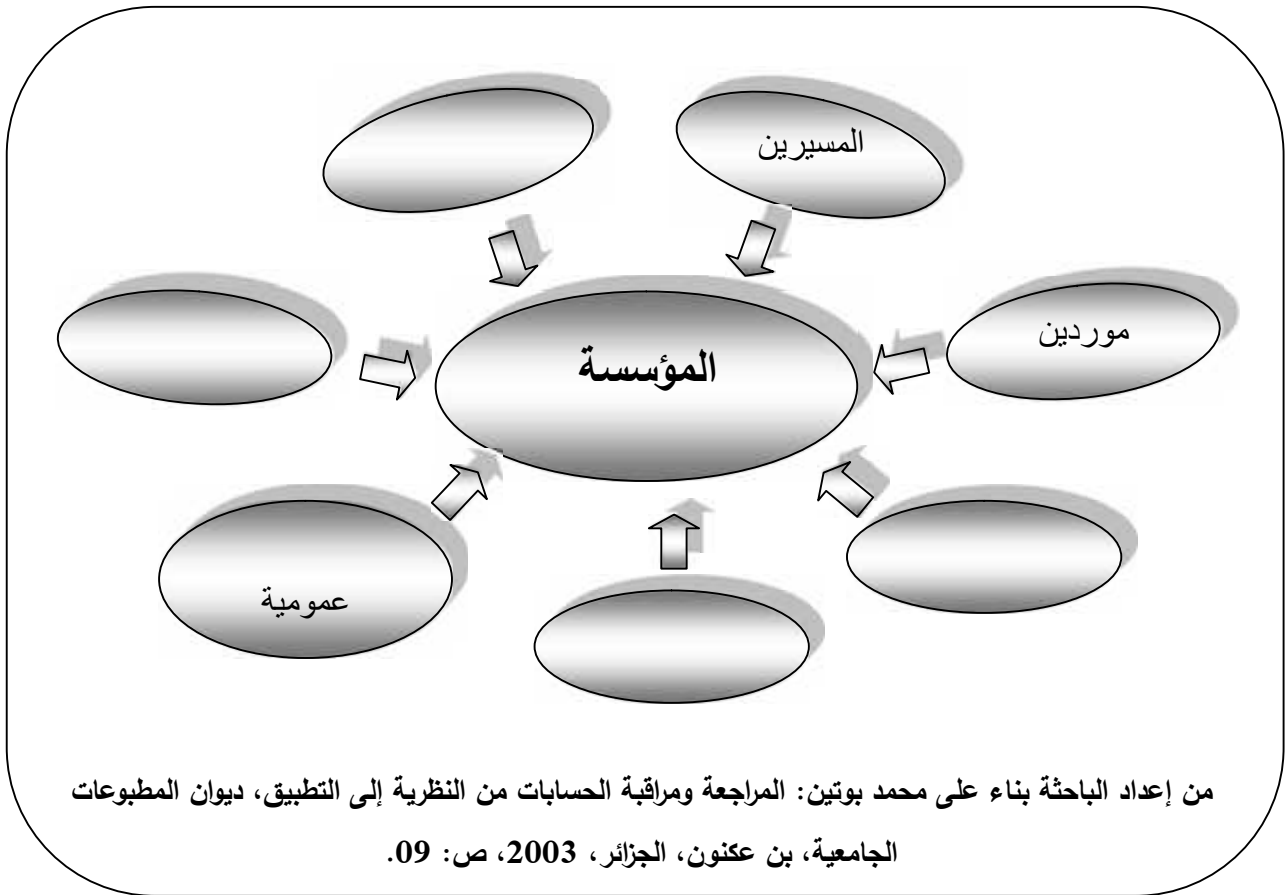 المسيرين
موردين
المؤسسة
عمومية
من إعداد الباحثة بناء على محمد بوتين: المراجعة ومراقبة الحسابات من النظرية إلى التطبيق، ديوان المطبوعات
الجامعية، بن عكنون، الجزائر، 2003، ص: 09.